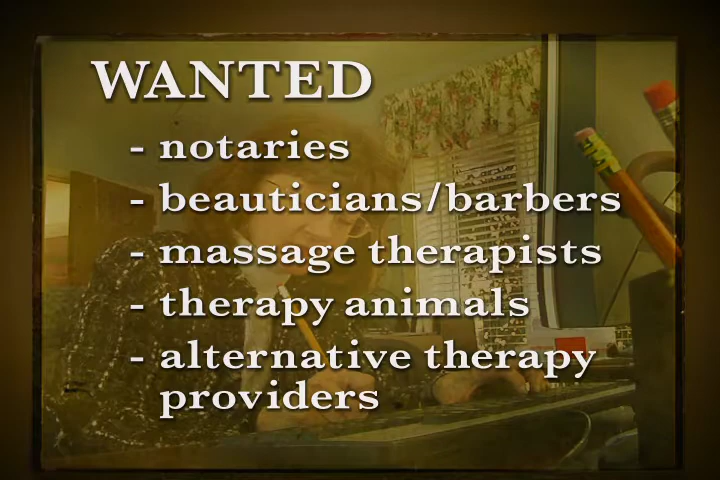 WANTED
- notaries
- beauticians/barbers
- massage therapists
- therapy animals
- alternative therapy
providers